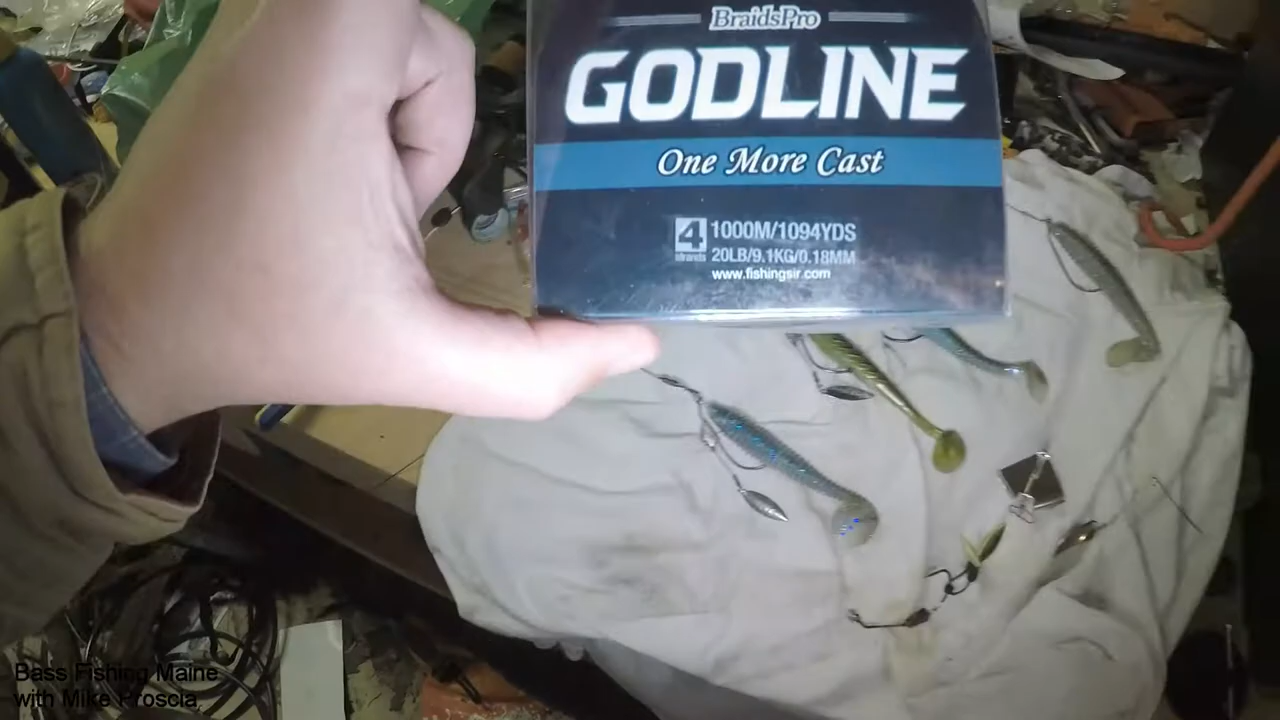 BraidsPro
GODLINE
One More Cast
4 strands
1000M/1094YDS
20LB/9.1KG/0.18MM
www.fishingsir.com
Bass Fishing Maine
with Mike Proscia